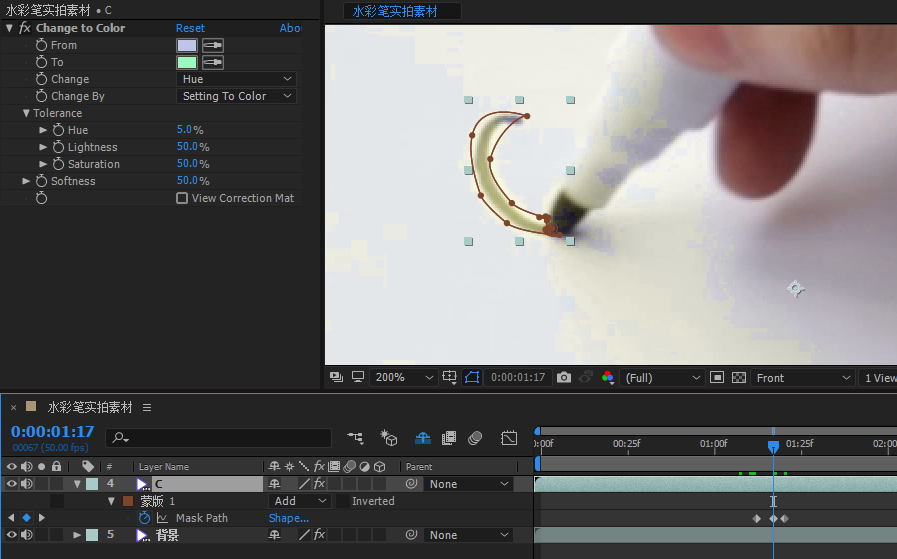 水彩笔实拍素材 • C
水彩笔实拍素材
fx Change to Color Reset Abo
From
To
Change Hue
Change By Setting To Color
Tolerance
Hue 5.0%
Lightness 50.0%
Saturation 50.0%
Softness 50.0%
View Correction Mat
200% 0:00:01:17 (Full) Front 1 View
× 水彩笔实拍素材
0:00:01:17
00067 (50.00 fps)
:00f 00:25f 01:00f 01:25f 02:00
# Layer Name fx Parent
4 C fx None
蒙版 1 Add Inverted
Mask Path Shape...
5 背景 fx None